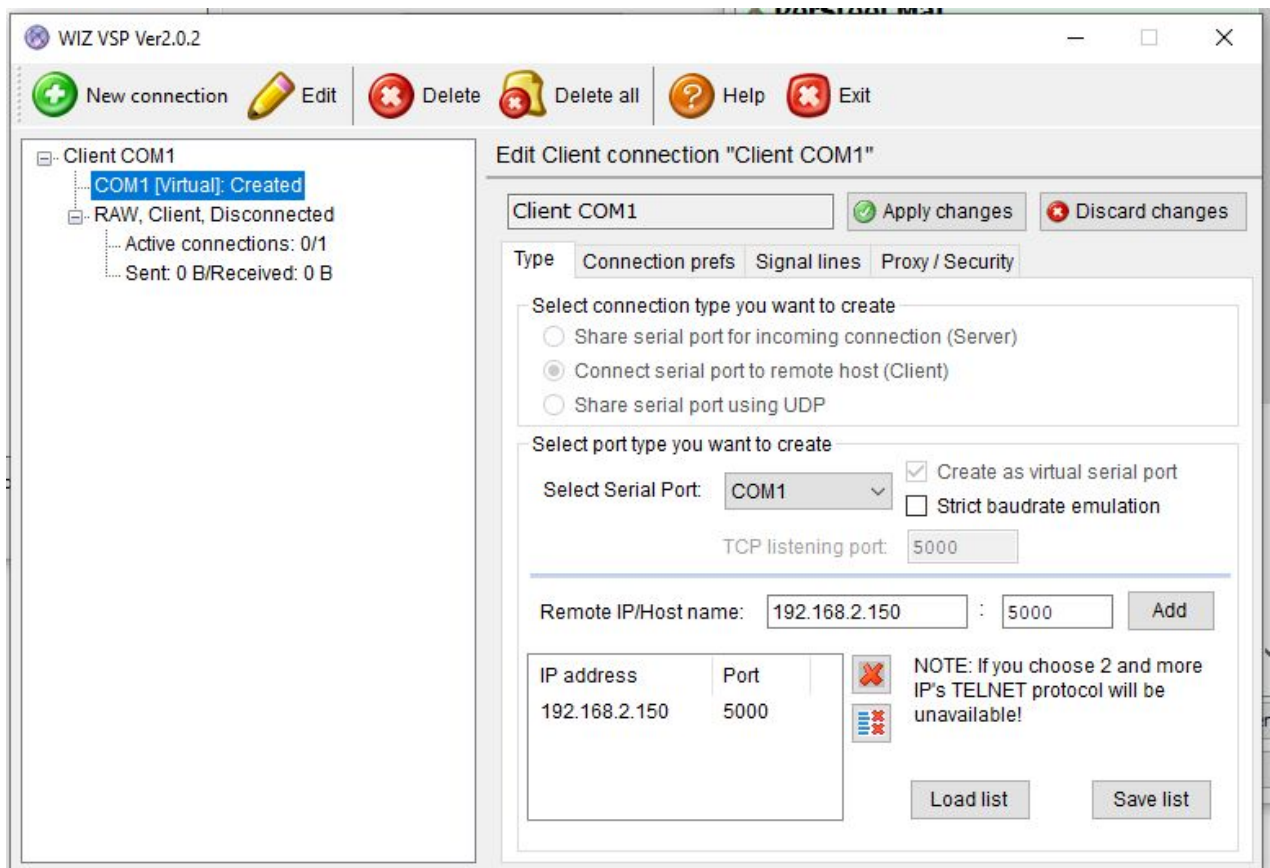 WIZ VSP Ver2.0.2
New connection Edit Delete Delete all Help Exit
Client COM1
COM1 [Virtual]: Created
RAW, Client, Disconnected
Active connections: 0/1
Sent: 0 B/Received: 0 B
Edit Client connection "Client COM1"
Client COM1 Apply changes Discard changes
Type Connection prefs Signal lines Proxy / Security
Select connection type you want to create
Share serial port for incoming connection (Server)
Connect serial port to remote host (Client)
Share serial port using UDP
Select port type you want to create
Create as virtual serial port
Select Serial Port: COM1
Strict baudrate emulation
TCP listening port: 5000
Remote IP/Host name: 192.168.2.150 : 5000 Add
IP address Port
192.168.2.150 5000
NOTE: If you choose 2 and more
IP's TELNET protocol will be
unavailable!
Load list Save list